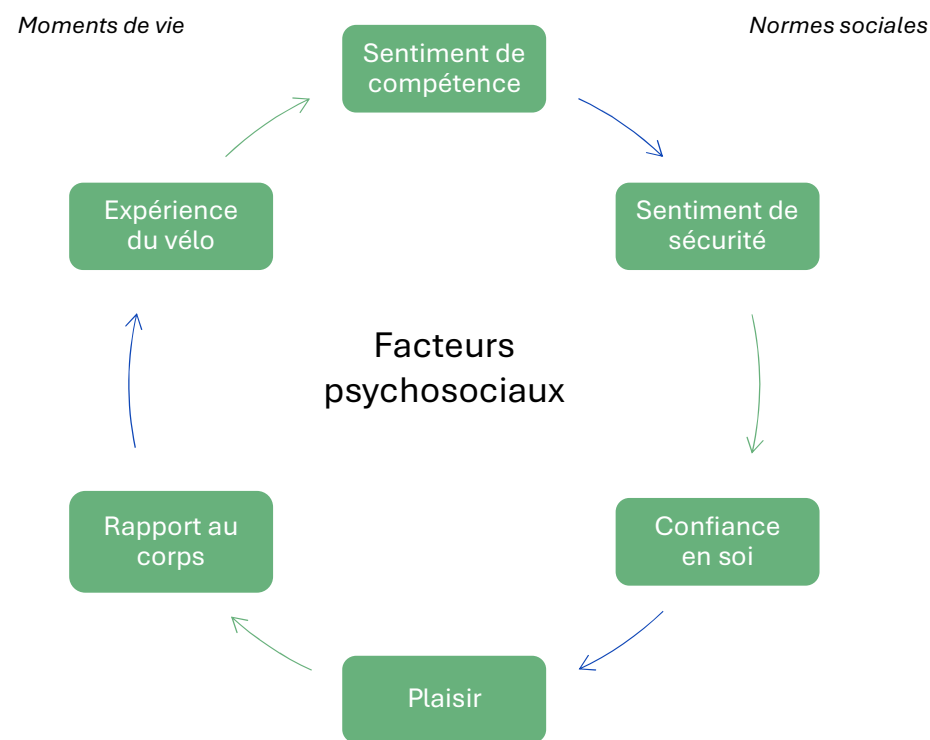 Moments de vie
Normes sociales
Sentiment de
compétence
Sentiment de
sécurité
Confiance
en soi
Plaisir
Rapport au
corps
Expérience
du vélo
Facteurs
psychosociaux